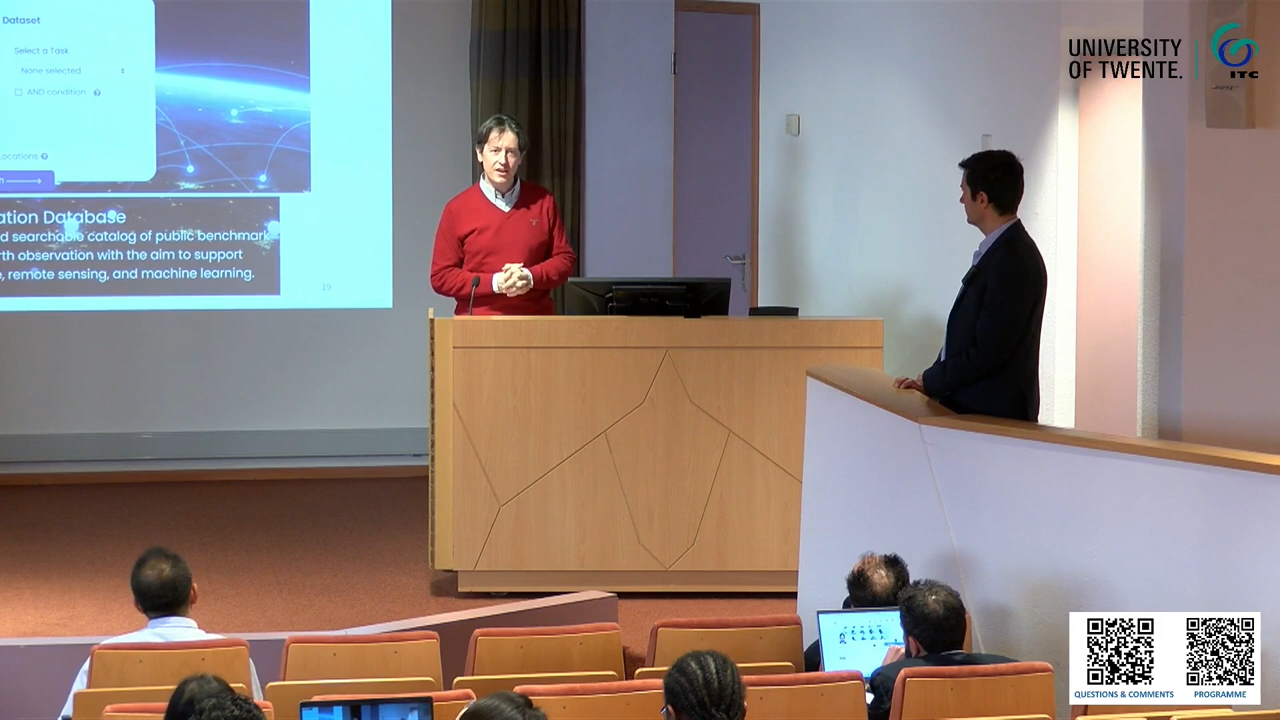 Dataset
Select a Task
None selected
AND condition
Locations
ation Database
d searchable catalog of public benchmark
rth observation with the aim to support
e, remote sensing, and machine learning.
19
UNIVERSITY
OF TWENTE.
ITC
QUESTIONS & COMMENTS
PROGRAMME